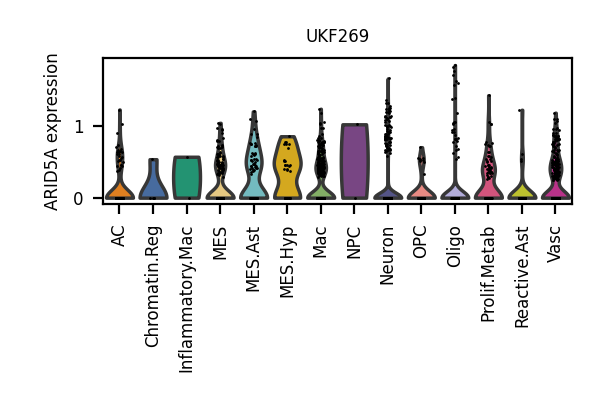 UKF269
ARID5A expression
1
0
AC
Chromatin.Reg
Inflammatory.Mac
MES
MES.Ast
MES.Hyp
Mac
NPC
Neuron
OPC
Oligo
Prolif.Metab
Reactive.Ast
Vasc